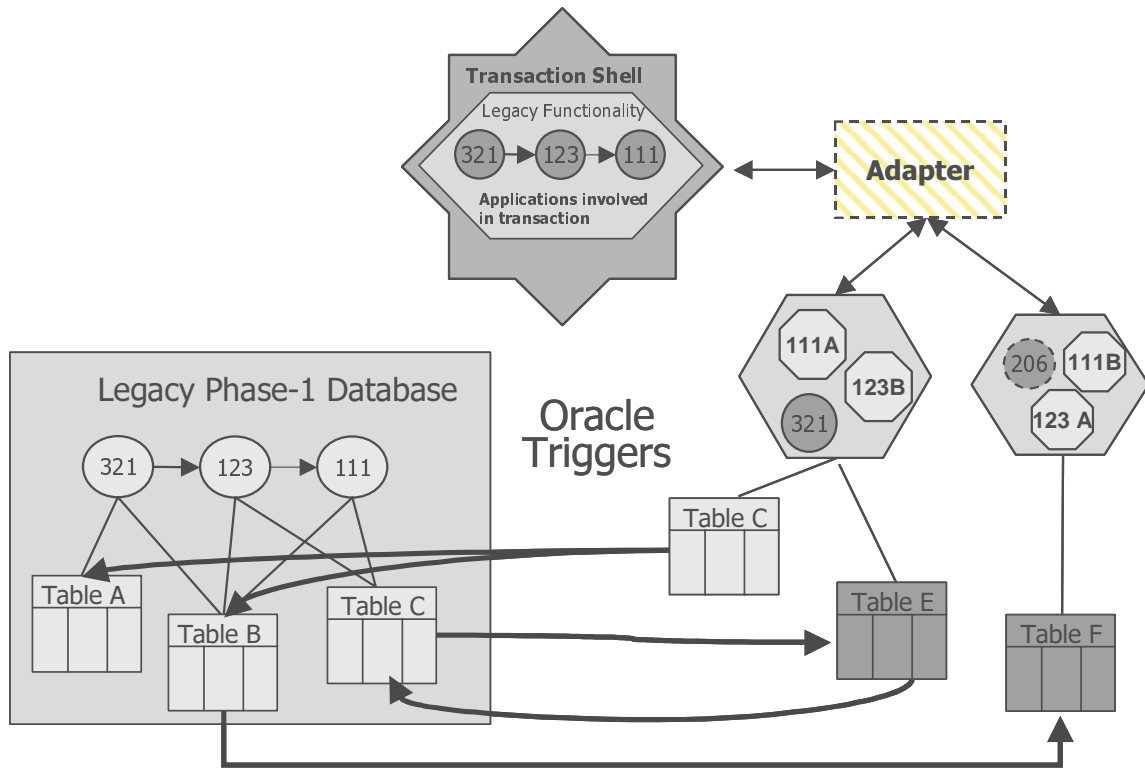 Transaction Shell
Legacy Functionality
321 123 111
Applications involved
in transaction
Adapter
111A
123B
321
206
111B
123 A
Legacy Phase-1 Database
321 123 111
Oracle
Triggers
Table A
Table B
Table C
Table C
Table E
Table F